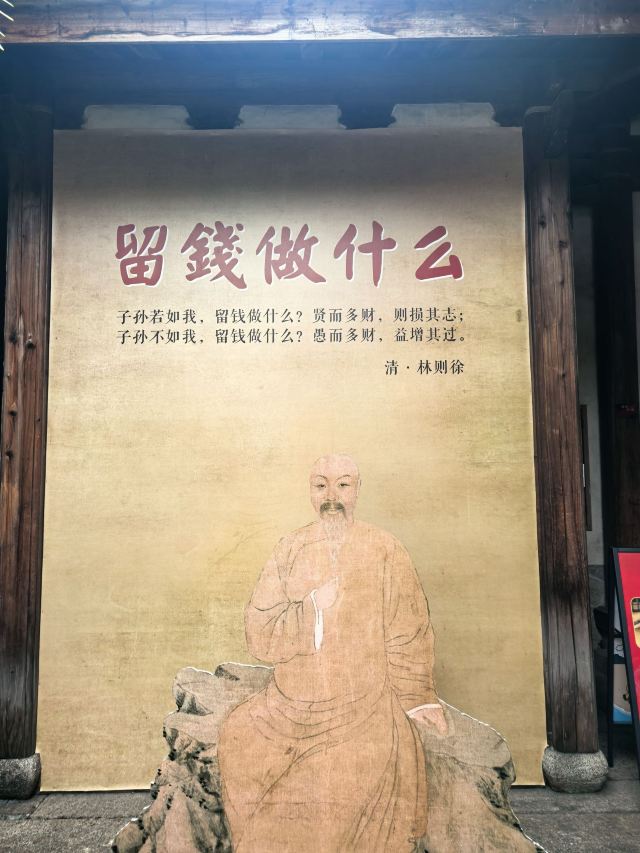 留錢做什么
子孙若如我，留钱做什么？贤而多财，则损其志；
子孙不如我，留钱做什么？愚而多财，益增其过。
清·林则徐